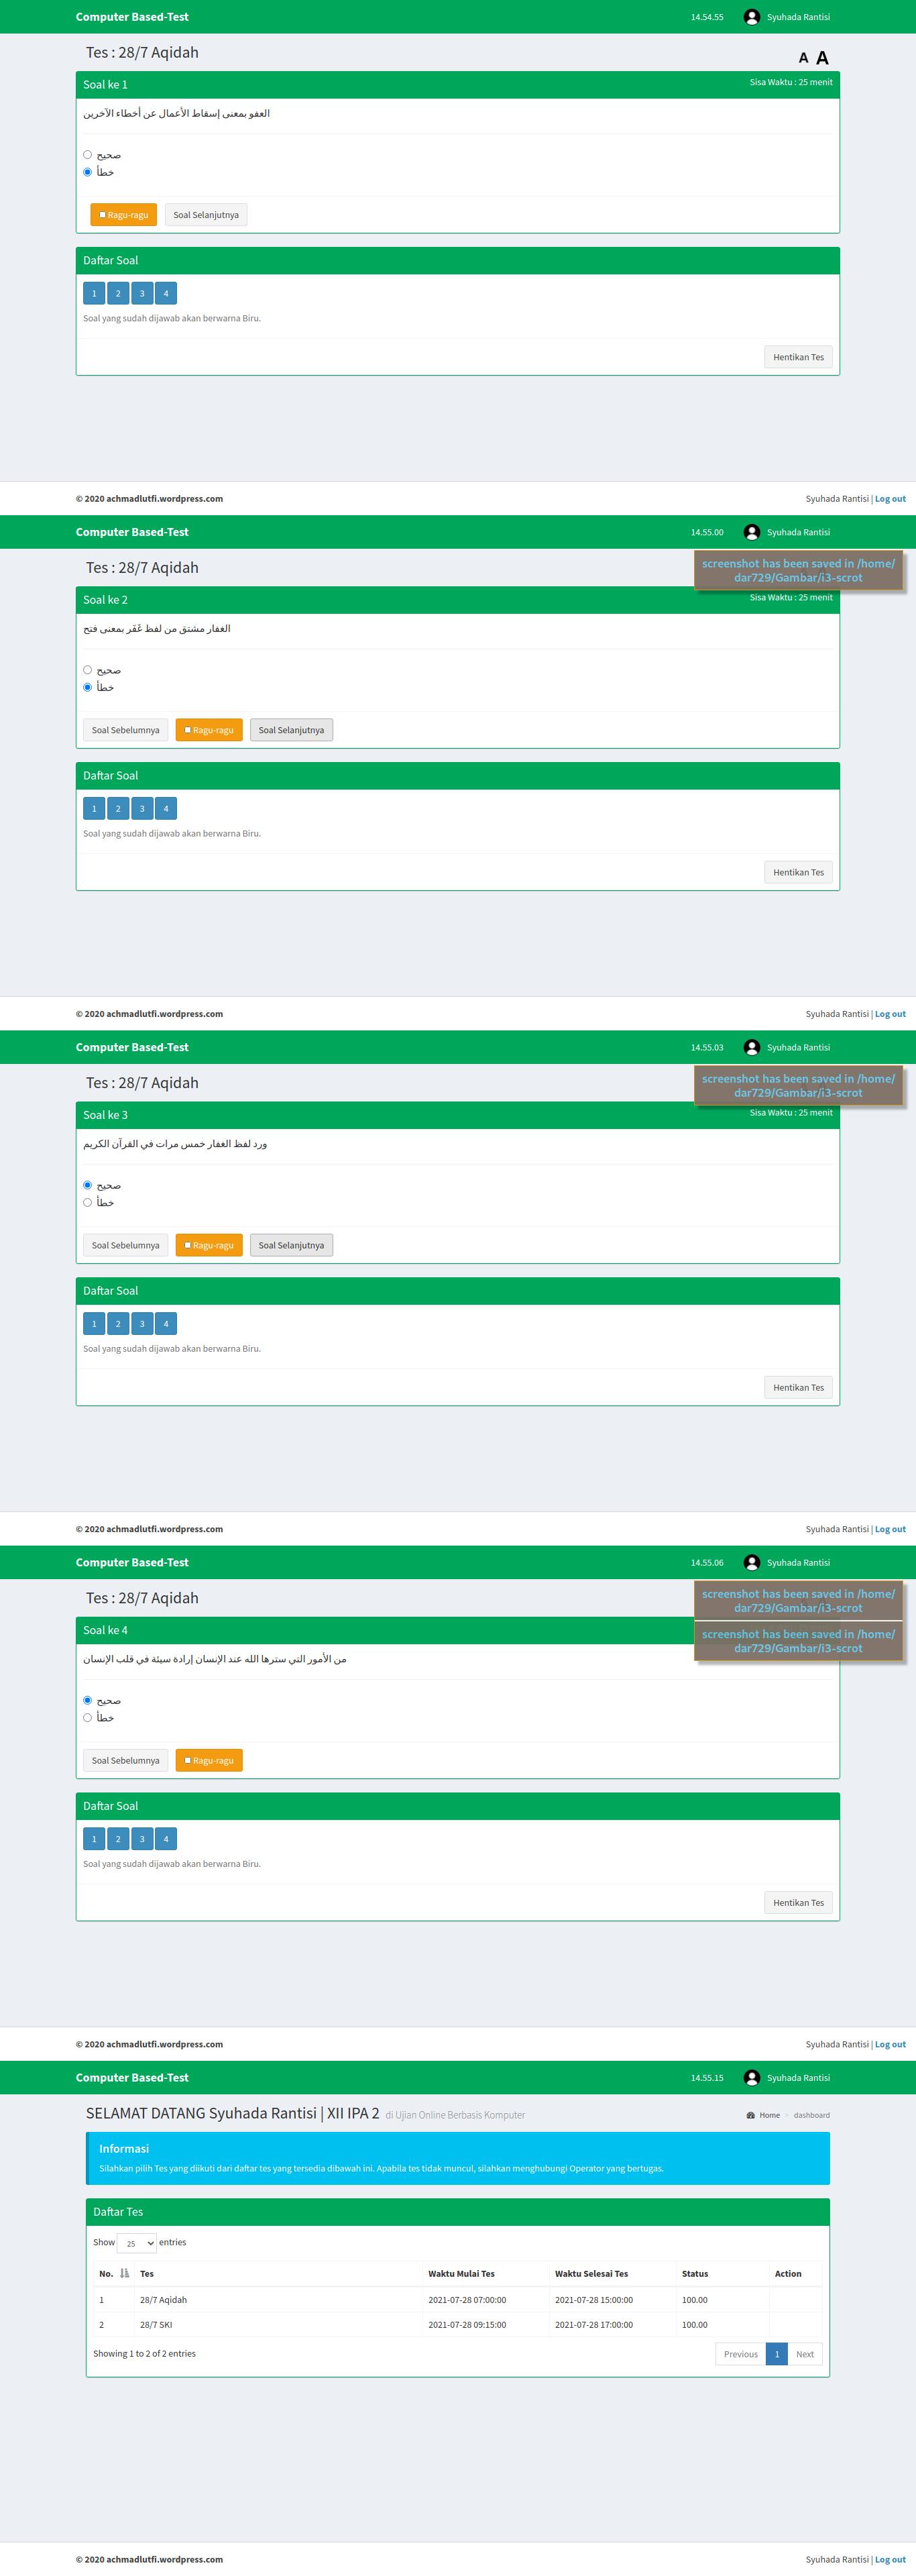 Computer Based-Test 14.54.55 Syuhada Rantisi
Tes : 28/7 Aqidah A A
Soal ke 1 Sisa Waktu : 25 menit
العفو بمعنى إسقاط الأعمال عن أخطاء الآخرين
صحيح
خطأ
Ragu-ragu Soal Selanjutnya
Daftar Soal
1 2 3 4
Soal yang sudah dijawab akan berwarna Biru.
Hentikan Tes
© 2020 achmadlutfi.wordpress.com Syuhada Rantisi | Log out
Computer Based-Test 14.55.00 Syuhada Rantisi
Tes : 28/7 Aqidah
screenshot has been saved in /home/
dar729/Gambar/i3-scrot
Soal ke 2 Sisa Waktu : 25 menit
الغفار مشتق من لفظ غَفَر بمعنى فتح
صحيح
خطأ
Soal Sebelumnya Ragu-ragu Soal Selanjutnya
Daftar Soal
1 2 3 4
Soal yang sudah dijawab akan berwarna Biru.
Hentikan Tes
© 2020 achmadlutfi.wordpress.com Syuhada Rantisi | Log out
Computer Based-Test 14.55.03 Syuhada Rantisi
Tes : 28/7 Aqidah
screenshot has been saved in /home/
dar729/Gambar/i3-scrot
Soal ke 3 Sisa Waktu : 25 menit
ورد لفظ الغفار خمس مرات في القرآن الكريم
صحيح
خطأ
Soal Sebelumnya Ragu-ragu Soal Selanjutnya
Daftar Soal
1 2 3 4
Soal yang sudah dijawab akan berwarna Biru.
Hentikan Tes
© 2020 achmadlutfi.wordpress.com Syuhada Rantisi | Log out
Computer Based-Test 14.55.06 Syuhada Rantisi
Tes : 28/7 Aqidah
screenshot has been saved in /home/
dar729/Gambar/i3-scrot
screenshot has been saved in /home/
dar729/Gambar/i3-scrot
Soal ke 4
من الأمور التي سترها الله عند الإنسان إرادة سيئة في قلب الإنسان
صحيح
خطأ
Soal Sebelumnya Ragu-ragu
Daftar Soal
1 2 3 4
Soal yang sudah dijawab akan berwarna Biru.
Hentikan Tes
© 2020 achmadlutfi.wordpress.com Syuhada Rantisi | Log out
Computer Based-Test 14.55.15 Syuhada Rantisi
SELAMAT DATANG Syuhada Rantisi | XII IPA 2 di Ujian Online Berbasis Komputer Home > dashboard
Informasi
Silahkan pilih Tes yang diikuti dari daftar tes yang tersedia dibawah ini. Apabila tes tidak muncul, silahkan menghubungi Operator yang bertugas.
Daftar Tes
Show 25 entries
No. Tes Waktu Mulai Tes Waktu Selesai Tes Status Action
1 28/7 Aqidah 2021-07-28 07:00:00 2021-07-28 15:00:00 100.00
2 28/7 SKI 2021-07-28 09:15:00 2021-07-28 17:00:00 100.00
Showing 1 to 2 of 2 entries Previous 1 Next
© 2020 achmadlutfi.wordpress.com Syuhada Rantisi | Log out